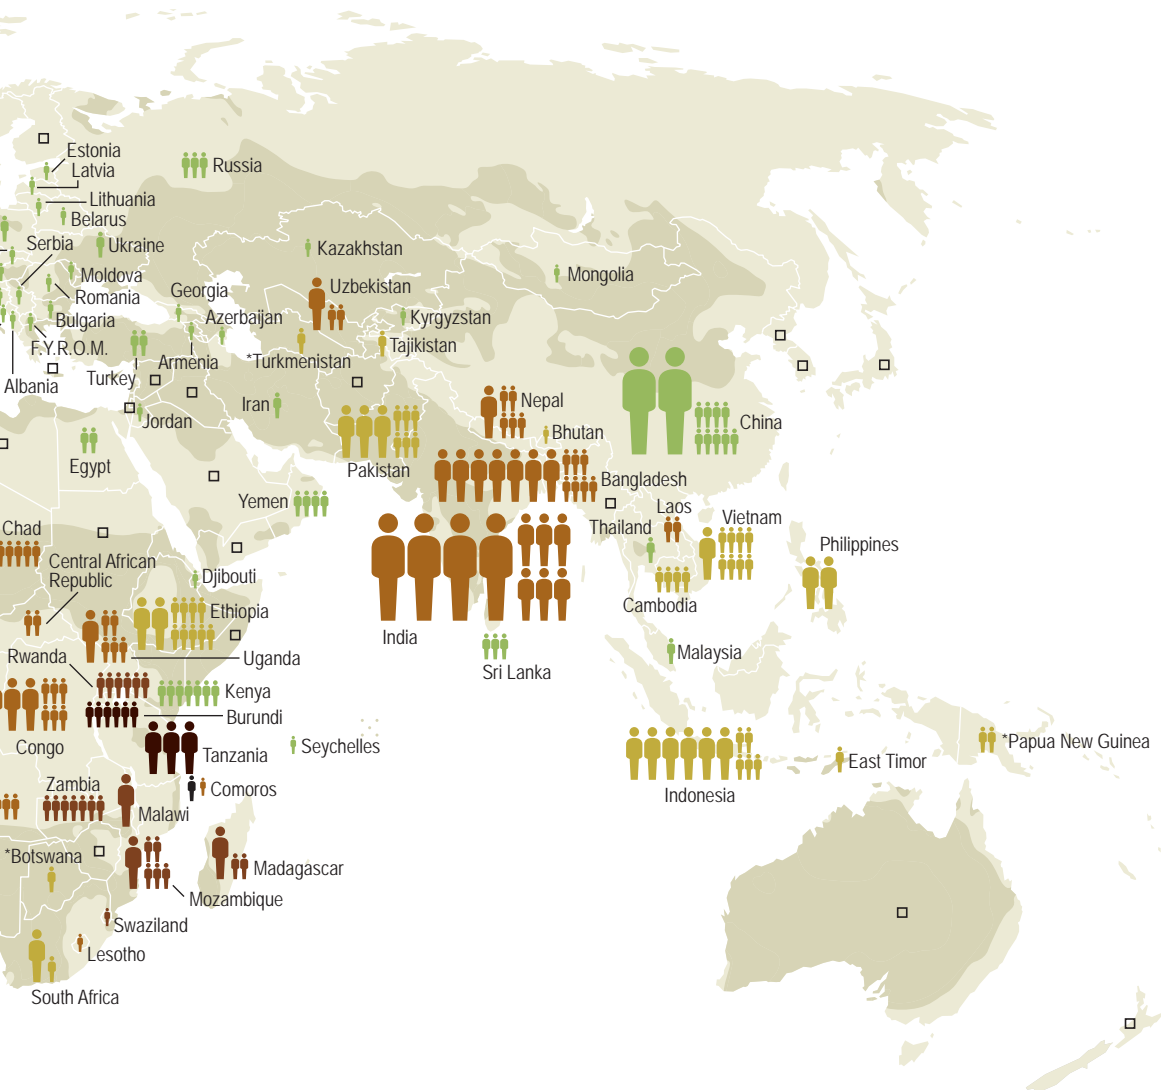 Estonia
Latvia
Russia
Lithuania
Belarus
Serbia
Ukraine
Kazakhstan
Moldova
Mongolia
Romania
Georgia
Uzbekistan
Bulgaria
Azerbaijan
Kyrgyzstan
F.Y.R.O.M.
Armenia
*Turkmenistan
Tajikistan
Albania
Turkey
Iran
Nepal
Jordan
China
Bhutan
Egypt
Pakistan
Bangladesh
Yemen
Laos
Chad
Thailand
Vietnam
Philippines
Central African
Republic
Djibouti
Cambodia
Ethiopia
India
Rwanda
Uganda
Malaysia
Sri Lanka
Kenya
Burundi
Congo
Tanzania
Seychelles
*Papua New Guinea
East Timor
Zambia
Comoros
Indonesia
Malawi
*Botswana
Madagascar
Mozambique
Swaziland
Lesotho
South Africa